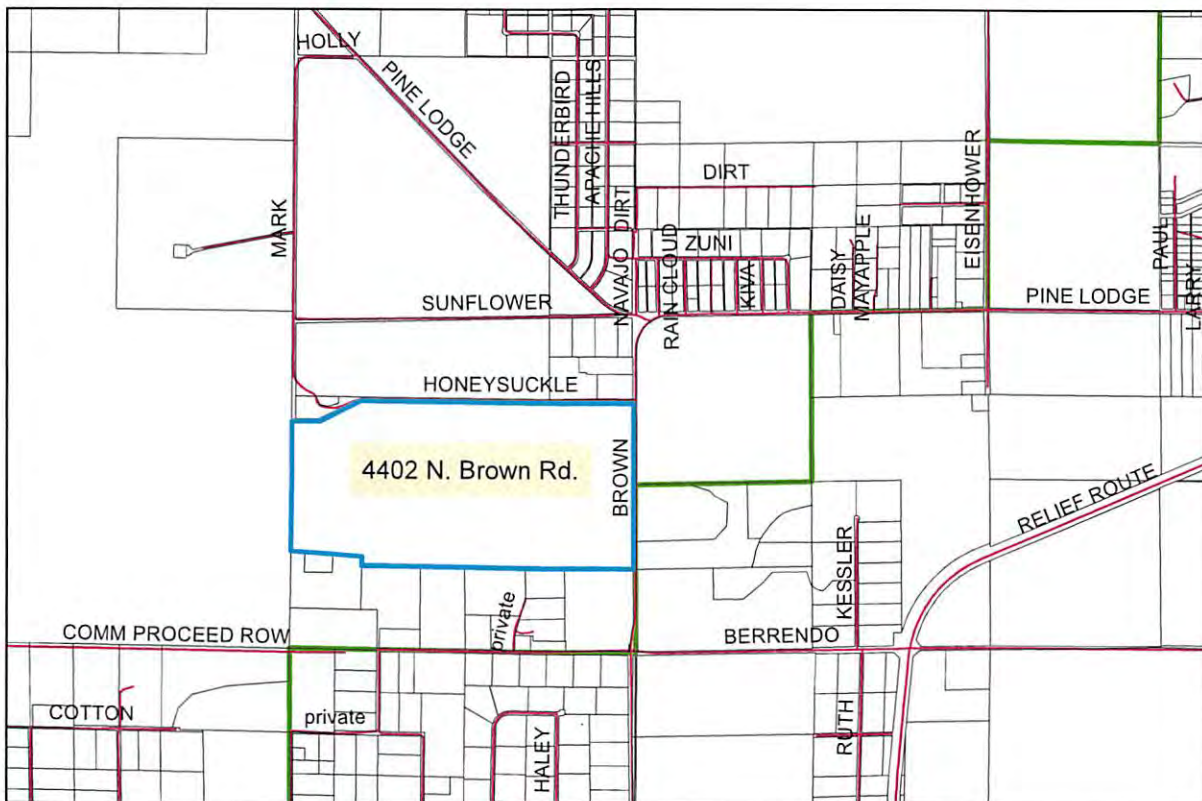 HOLLY
PINE LODGE
THUNDERBIRD
APACHE HILLS
DIRT
DIRT
EISENHOWER
MARK
NAVAJO
RAIN CLOUD
ZUNI
KIVA
DAISY
MAYAPPLE
PAUL
LARRY
SUNFLOWER
PINE LODGE
HONEYSUCKLE
4402 N. Brown Rd.
BROWN
RELIEF ROUTE
KESSLER
private
COMM PROCEED ROW
BERRENDO
COTTON
private
HALEY
RUTH